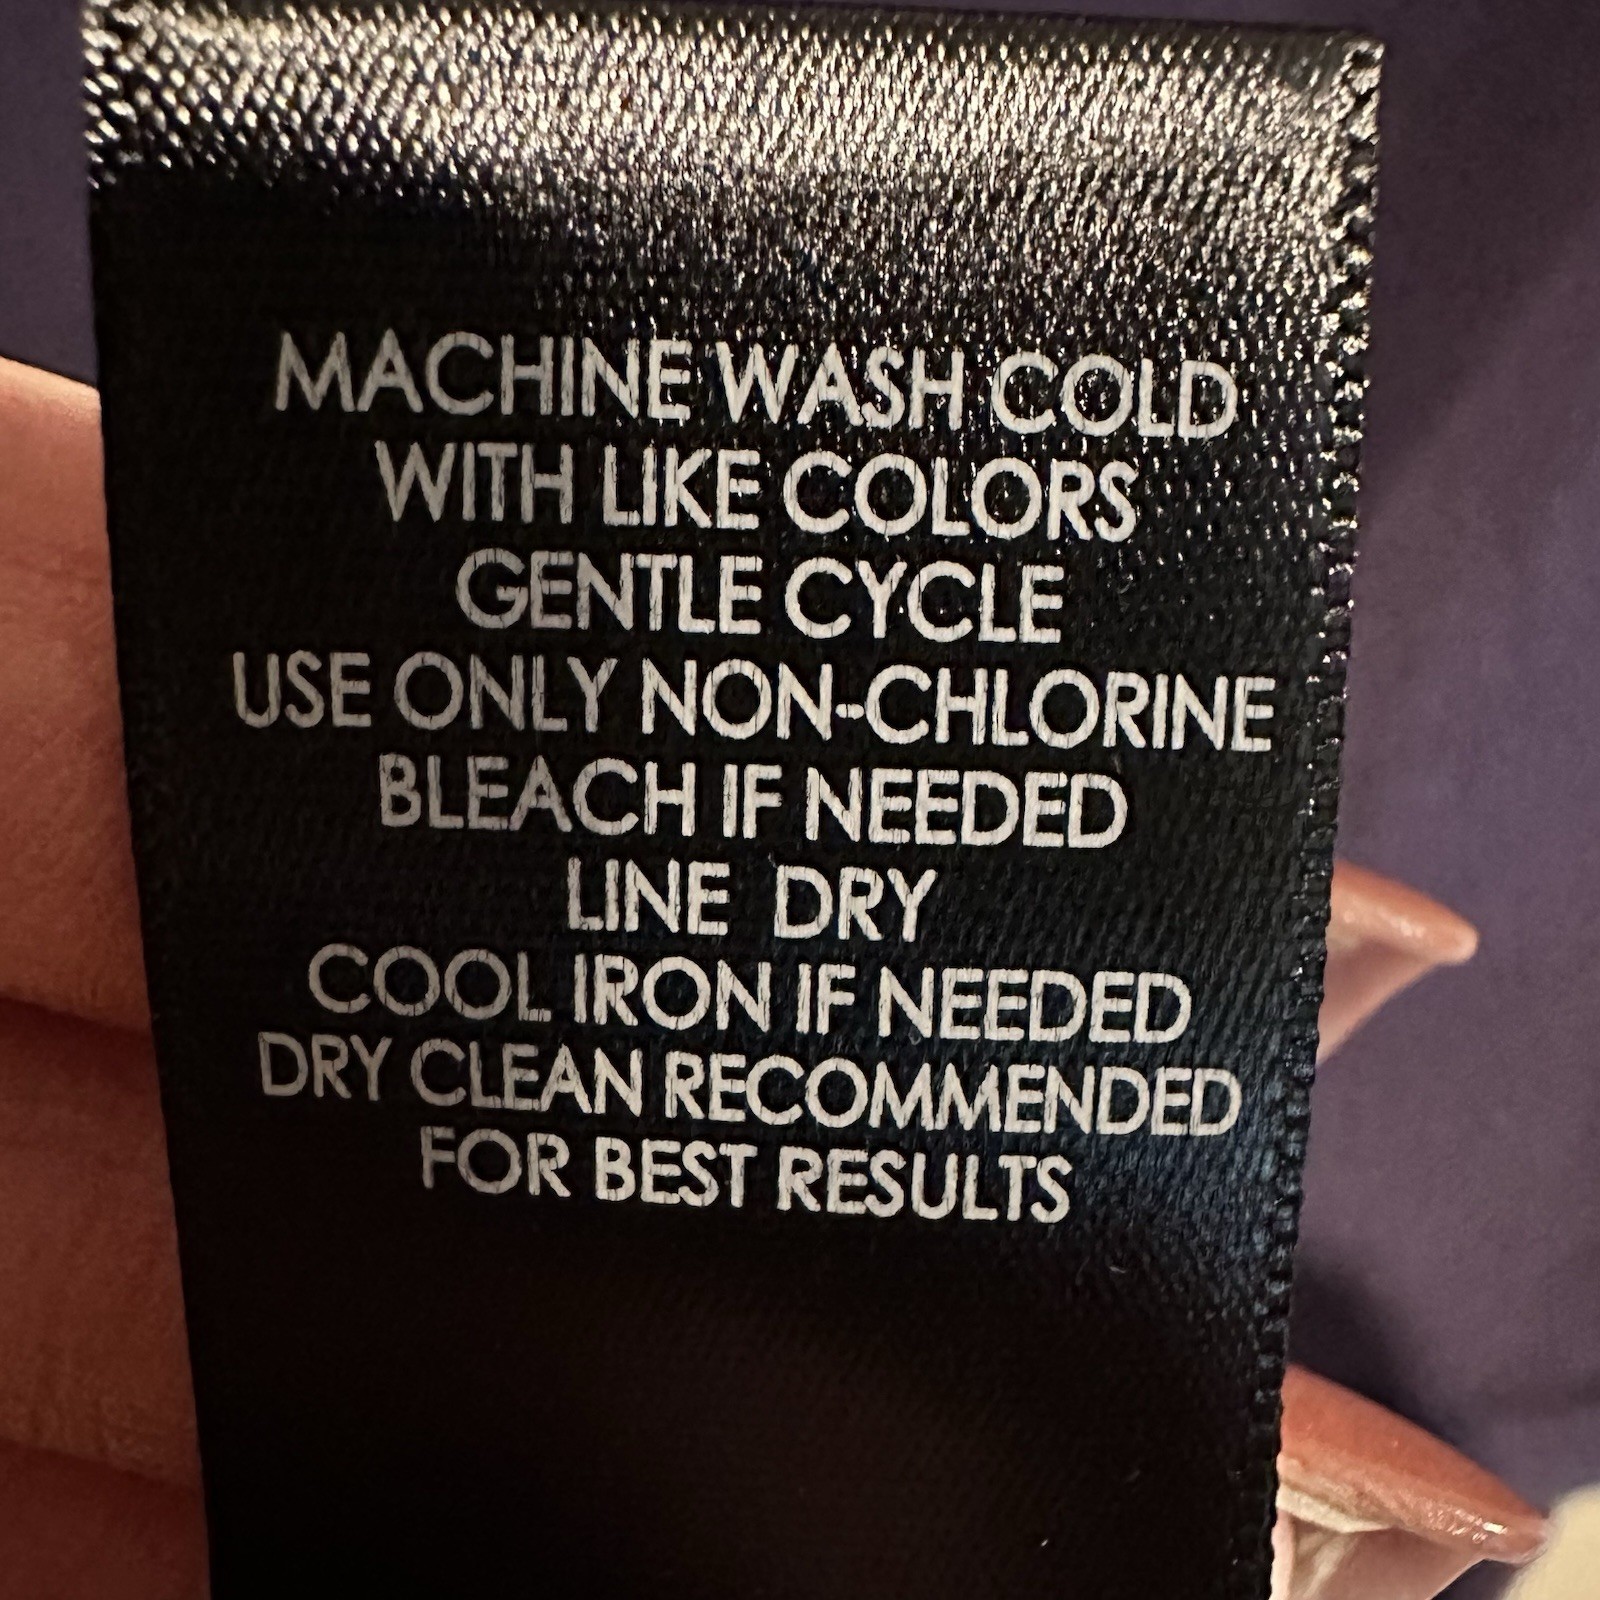 MACHINE WASH COLD
WITH LIKE COLORS
GENTLE CYCLE
USE ONLY NON-CHLORINE
BLEACH IF NEEDED
LINE DRY
COOL IRON IF NEEDED
DRY CLEAN RECOMMENDED
FOR BEST RESULTS